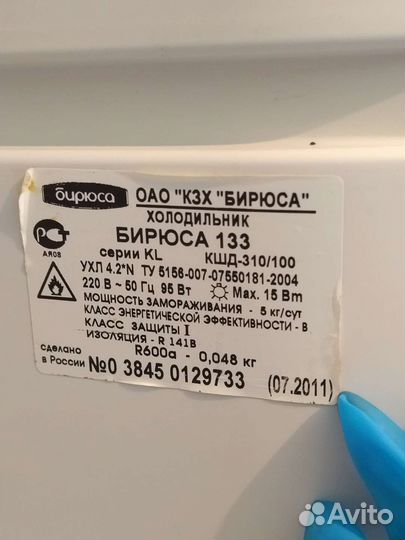 бирюса ОАО "КЗХ "БИРЮСА"
ХОЛОДИЛЬНИК
БИРЮСА 133
серии KL КШД-310/100
АЯ08
УХЛ 4.2*N ТУ 5156-007-07550181-2004
220 В ~ 50 Гц 95 Вт Max. 15 Вт
МОЩНОСТЬ ЗАМОРАЖИВАНИЯ - 5 кг/сут
КЛАСС ЭНЕРГЕТИЧЕСКОЙ ЭФФЕКТИВНОСТИ - В
КЛАСС ЗАЩИТЫ I
ИЗОЛЯЦИЯ - R 141B
R600a - 0,048 кг
сделано
в России №0 3845 0129733 (07.2011)
Avito